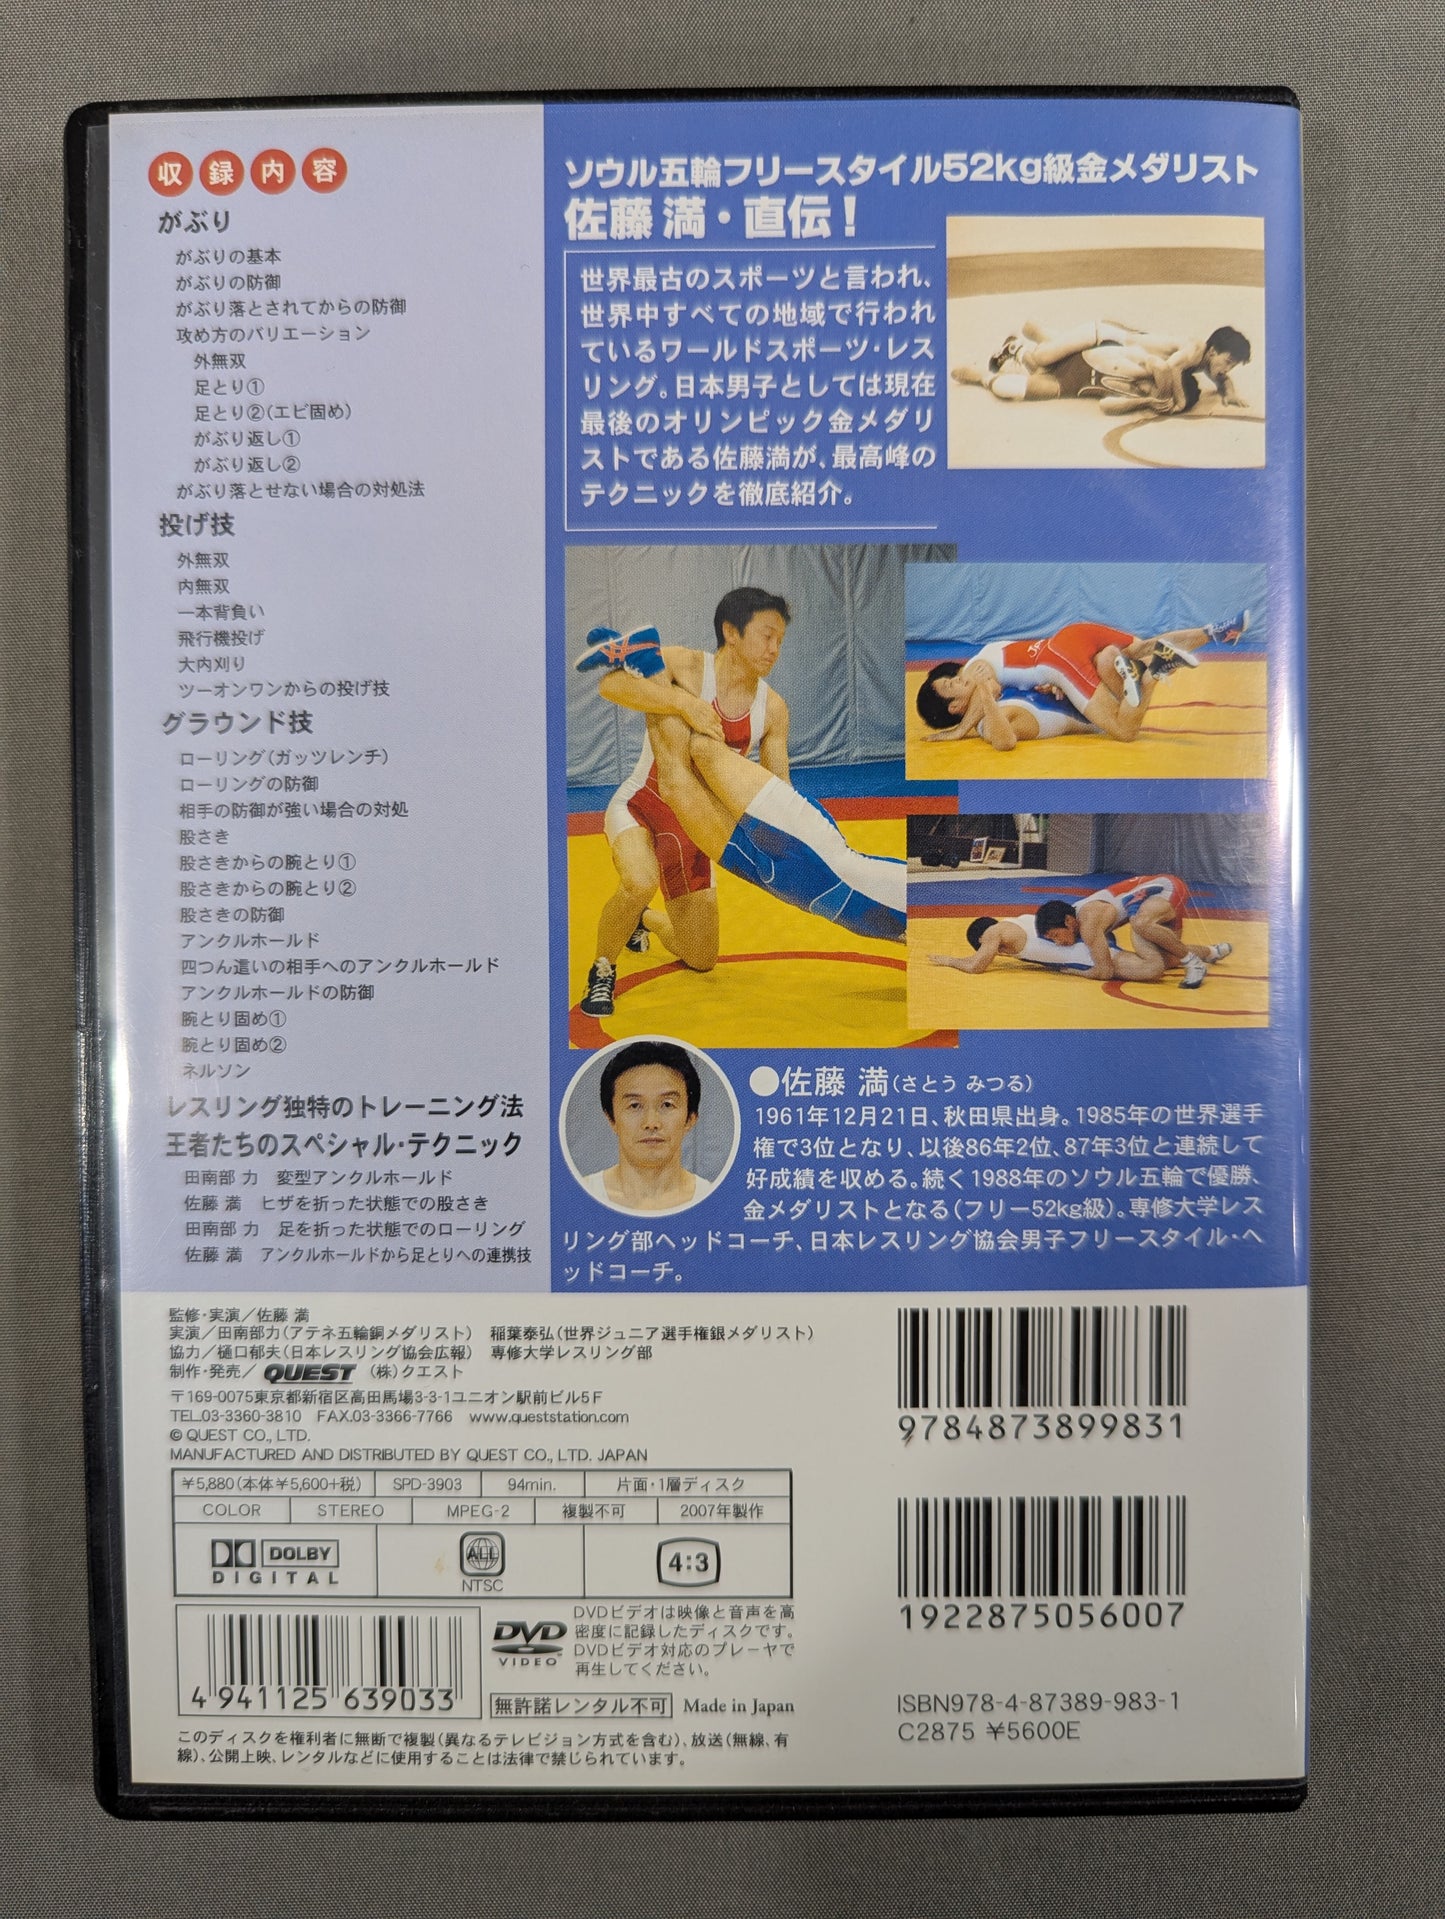 収録内容
がぶり
がぶりの基本
がぶりの防御
がぶり落とされてからの防御
攻め方のバリエーション
外無双
足とり①
足とり②(エビ固め)
がぶり返し①
がぶり返し②
がぶり落とせない場合の対処法
投げ技
外無双
内無双
一本背負い
飛行機投げ
大内刈り
ツーオンワンからの投げ技
グラウンド技
ローリング(ガッツレンチ)
ローリングの防御
相手の防御が強い場合の対処
股さき
股さきからの腕とり①
股さきからの腕とり②
股さきの防御
アンクルホールド
四つん這いの相手へのアンクルホールド
アンクルホールドの防御
腕とり固め①
腕とり固め②
ネルソン
レスリング独特のトレーニング法
王者たちのスペシャル・テクニック
田南部 力　変型アンクルホールド
佐藤 満　ヒザを折った状態での股さき
田南部 力　足を折った状態でのローリング
佐藤 満　アンクルホールドから足とりへの連携技
ソウル五輪フリースタイル52kg級金メダリスト
佐藤 満・直伝！
世界最古のスポーツと言われ、
世界中すべての地域で行われ
ているワールドスポーツ・レス
リング。日本男子としては現在
最後のオリンピック金メダリ
ストである佐藤満が、最高峰の
テクニックを徹底紹介。
●佐藤 満(さとう みつる)
1961年12月21日、秋田県出身。1985年の世界選手
権で3位となり、以後86年2位、87年3位と連続して
好成績を収める。続く1988年のソウル五輪で優勝、
金メダリストとなる(フリー52kg級)。専修大学レス
リング部ヘッドコーチ、日本レスリング協会男子フリースタイル・ヘ
ッドコーチ。
監修・実演／佐藤 満
実演／田南部力(アテネ五輪銅メダリスト)　稲葉泰弘(世界ジュニア選手権銀メダリスト)
協力／樋口郁夫(日本レスリング協会広報)　専修大学レスリング部
制作・発売／QUEST (株)クエスト
〒169-0075東京都新宿区高田馬場3-3-1ユニオン駅前ビル5F
TEL.03-3360-3810　FAX.03-3366-7766　www.queststation.com
© QUEST CO., LTD.
MANUFACTURED AND DISTRIBUTED BY QUEST CO., LTD. JAPAN
¥5,880(本体¥5,600+税) SPD-3903 94min. 片面・1層ディスク
COLOR STEREO MPEG-2 複製不可 2007年製作
DOLBY
DIGITAL
ALL
NTSC
4:3
4 941125 639033
DVD
VIDEO
DVDビデオは映像と音声を高
密度に記録したディスクです。
DVDビデオ対応のプレーヤで
再生してください。
無許諾レンタル不可 Made in Japan
このディスクを権利者に無断で複製(異なるテレビジョン方式を含む)、放送(無線、有
線)、公開上映、レンタルなどに使用することは法律で禁じられています。
9784873899831
1922875056007
ISBN978-4-87389-983-1
C2875 ¥5600E